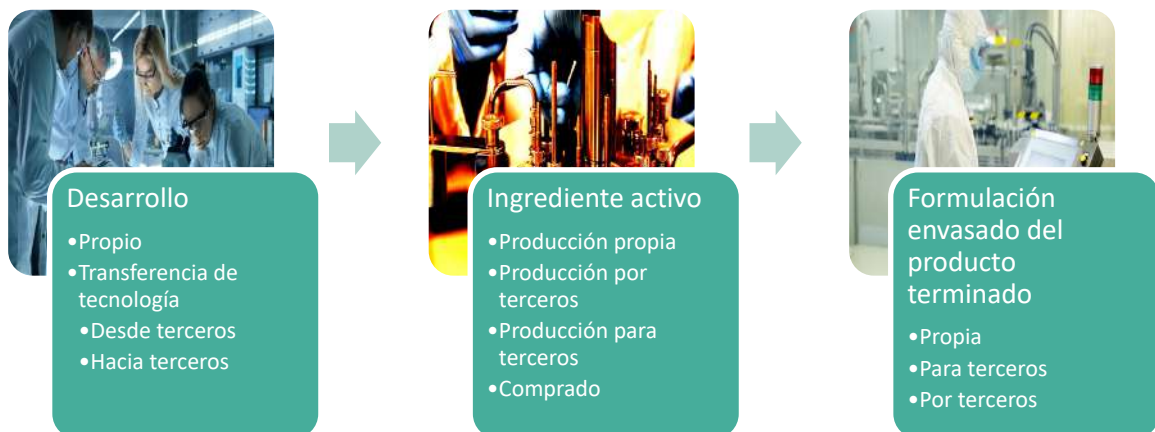 Desarrollo
•Propio
•Transferencia de
tecnología
•Desde terceros
•Hacia terceros
Ingrediente activo
•Producción propia
•Producción por
terceros
•Producción para
terceros
•Comprado
Formulación
envasado del
producto
terminado
•Propia
•Para terceros
•Por terceros